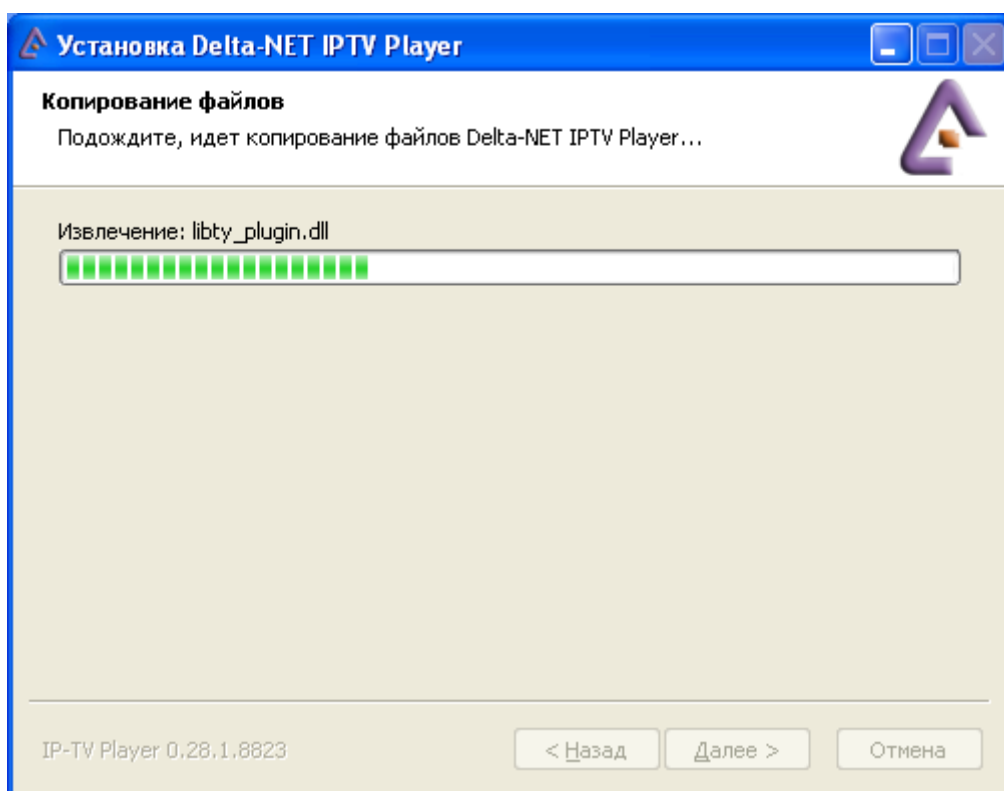 Установка Delta-NET IPTV Player
Копирование файлов
Подождите, идет копирование файлов Delta-NET IPTV Player...
Извлечение: libty_plugin.dll
IP-TV Player 0.28.1.8823
< Назад
Далее >
Отмена